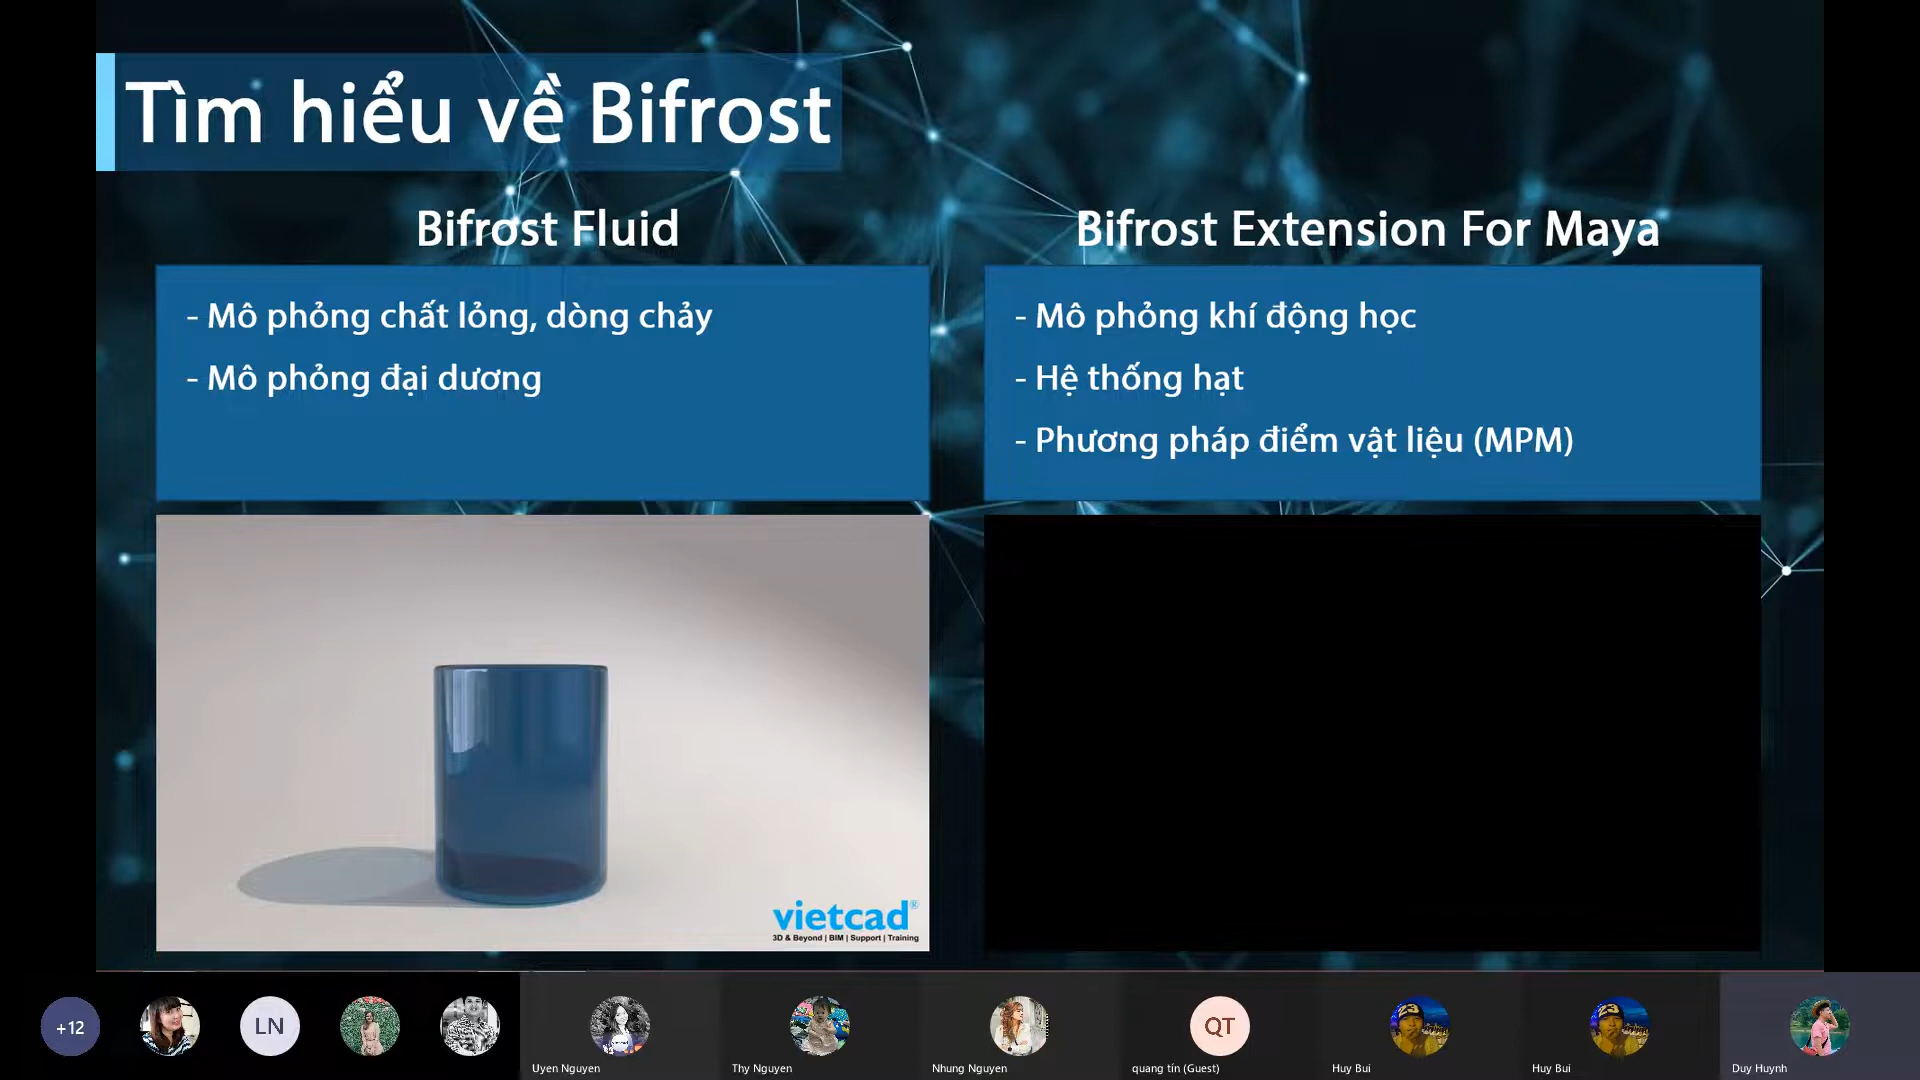 Tìm hiểu về Bifrost
Bifrost Fluid
- Mô phỏng chất lỏng, dòng chảy
- Mô phỏng đại dương
Bifrost Extension For Maya
- Mô phỏng khí động học
- Hệ thống hạt
- Phương pháp điểm vật liệu (MPM)
vietcad®
3D & Beyond | BIM | Support | Training
+12
LN
QT
23
23
Uyen Nguyen
Thy Nguyen
Nhung Nguyen
quang tín (Guest)
Huy Bui
Huy Bui
Duy Huynh